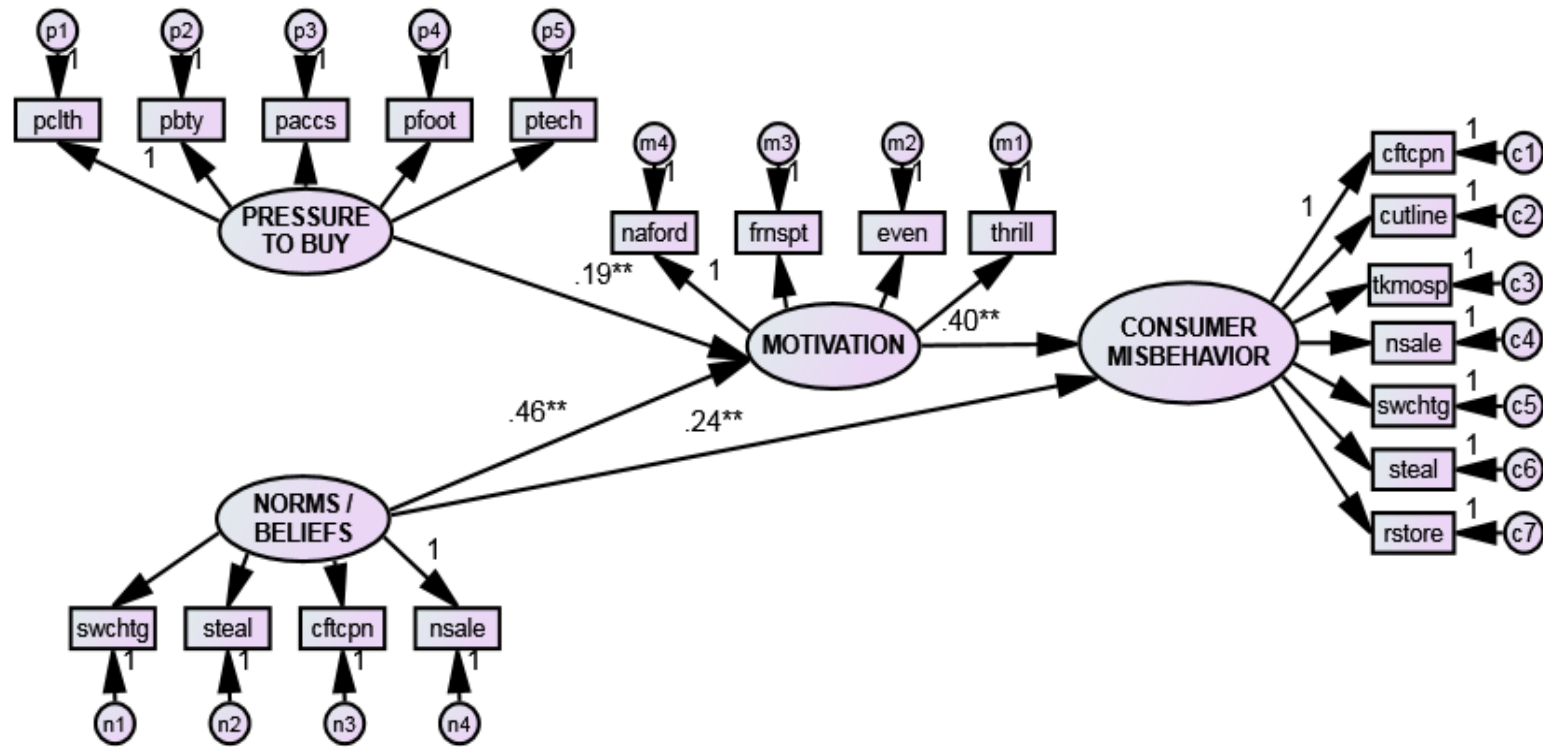 p1 p2 p3 p4 p5
1 1 1 1 1
pclth pbty paccs pfoot ptech
1
PRESSURE
TO BUY
m4 m3 m2 m1
1 1 1 1
naford frnspt even thrill
1
.19**
MOTIVATION
.40**
.46**
.24**
CONSUMER
MISBEHAVIOR
1
cftcpn 1 c1
cutline 1 c2
tkmosp 1 c3
nsale 1 c4
swchtg 1 c5
steal 1 c6
rstore 1 c7
NORMS /
BELIEFS
1
swchtg steal cftcpn nsale
1 1 1 1
n1 n2 n3 n4